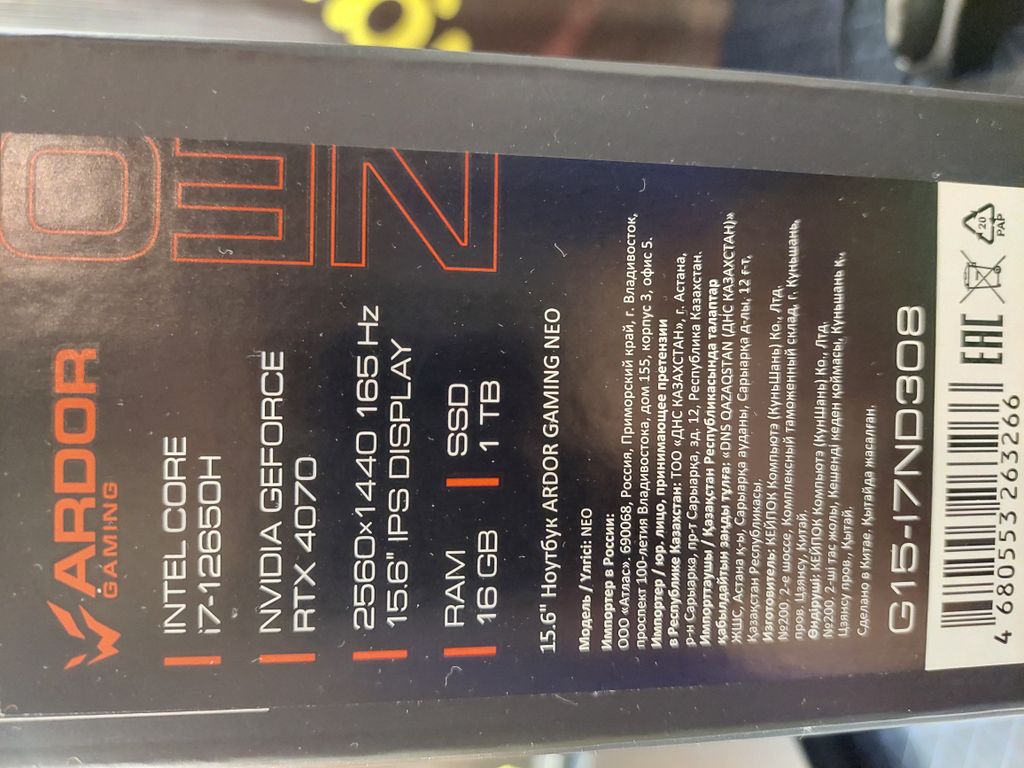 ARDOR
GAMING
NEO
INTEL CORE
i7-12650H
NVIDIA GEFORCE
RTX 4070
2560×1440 165 Hz
15.6" IPS DISPLAY
RAM
16 GB
SSD
1 TB
15.6" Ноутбук ARDOR GAMING NEO
Модель / Үлгісі: NEO
Импортер в России:
ООО «Атлас», 690068, Россия, Приморский край, г. Владивосток,
проспект 100-летия Владивостока, дом 155, корпус 3, офис 5.
Импортер / юр. лицо, принимающее претензии
в Республике Казахстан: ТОО «ДНС КАЗАХСТАН», г. Астана,
р-н Сарыарка, пр-т Сарыарқа, зд. 12, Республика Казахстан.
Импорттаушы / Қазақстан Республикасында талаптар
қабылдайтын заңды тұлға: «DNS QAZAQSTAN (ДНС КАЗАХСТАН)»
ЖШС, Астана қ-ы, Сарыарқа ауданы, Сарыарқа д-лы, 12 ғ-т,
Қазақстан Республикасы.
Изготовитель: КЕЙПОК Компьютэ (КуньШань) Ко., Лтд.
№200, 2-е шоссе, Комплексный таможенный склад, г. Куньшань,
пров. Цзянсу, Китай.
Өндіруші: КЕЙПОК Компьютэ (КунШань) Ко., Лтд.
№200, 2-ші тас жолы, Кешенді кеден қоймасы, Куньшань қ.,
Цзянсу пров., Қытай.
Сделано в Китае. Қытайда жасалған.
G15-I7ND308
4 680553 263266
EAC
20
PAP